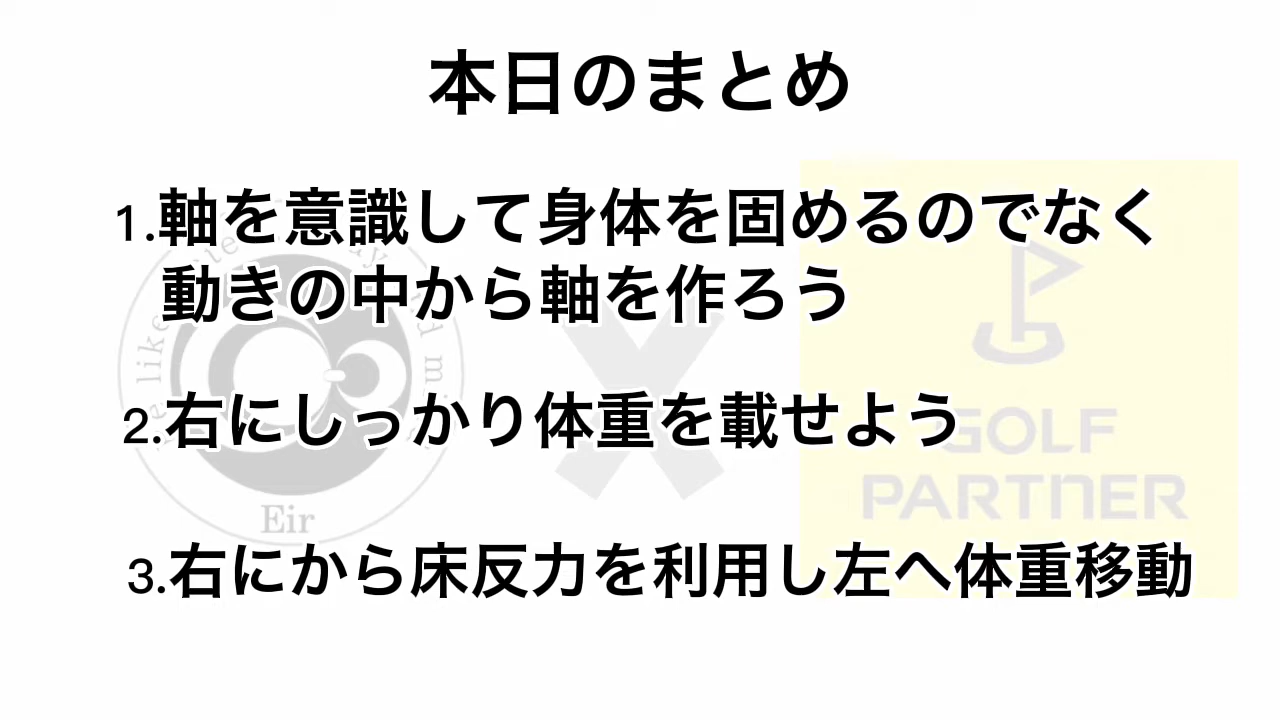 本日のまとめ
1.軸を意識して身体を固めるのでなく
動きの中から軸を作ろう
2.右にしっかり体重を載せよう
3.右にから床反力を利用し左へ体重移動
Eir
GOLF
PARTNER